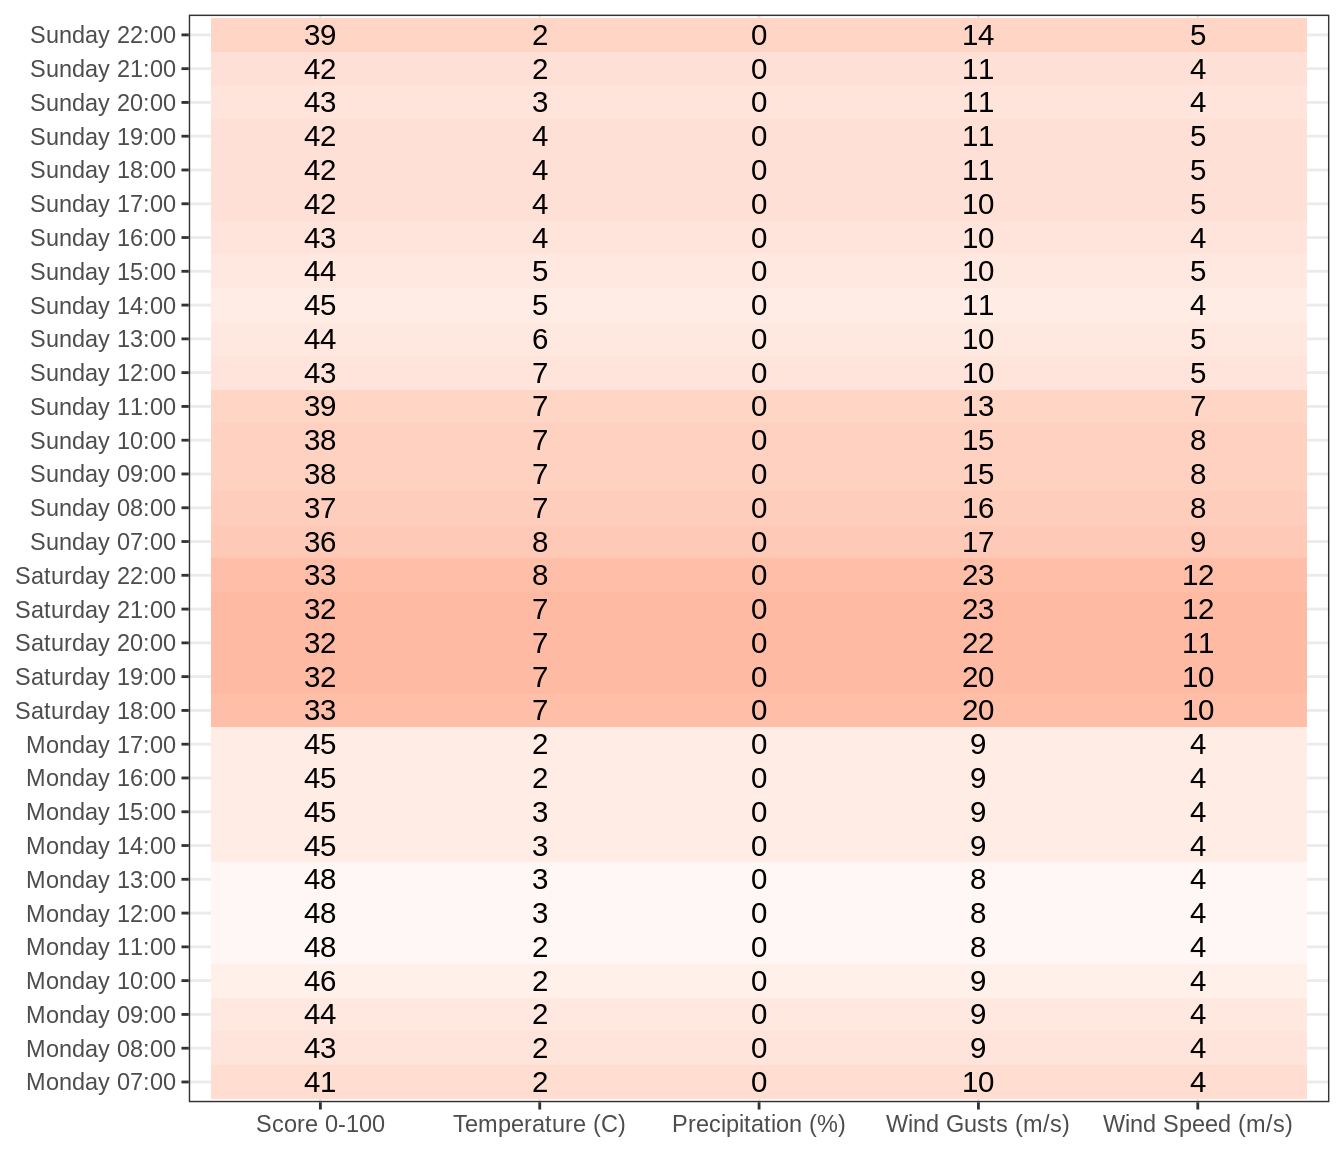 Sunday 22:00 39 2 0 14 5
Sunday 21:00 42 2 0 11 4
Sunday 20:00 43 3 0 11 4
Sunday 19:00 42 4 0 11 5
Sunday 18:00 42 4 0 11 5
Sunday 17:00 42 4 0 10 5
Sunday 16:00 43 4 0 10 4
Sunday 15:00 44 5 0 10 5
Sunday 14:00 45 5 0 11 4
Sunday 13:00 44 6 0 10 5
Sunday 12:00 43 7 0 10 5
Sunday 11:00 39 7 0 13 7
Sunday 10:00 38 7 0 15 8
Sunday 09:00 38 7 0 15 8
Sunday 08:00 37 7 0 16 8
Sunday 07:00 36 8 0 17 9
Saturday 22:00 33 8 0 23 12
Saturday 21:00 32 7 0 23 12
Saturday 20:00 32 7 0 22 11
Saturday 19:00 32 7 0 20 10
Saturday 18:00 33 7 0 20 10
Monday 17:00 45 2 0 9 4
Monday 16:00 45 2 0 9 4
Monday 15:00 45 3 0 9 4
Monday 14:00 45 3 0 9 4
Monday 13:00 48 3 0 8 4
Monday 12:00 48 3 0 8 4
Monday 11:00 48 2 0 8 4
Monday 10:00 46 2 0 9 4
Monday 09:00 44 2 0 9 4
Monday 08:00 43 2 0 9 4
Monday 07:00 41 2 0 10 4
Score 0-100 Temperature (C) Precipitation (%) Wind Gusts (m/s) Wind Speed (m/s)